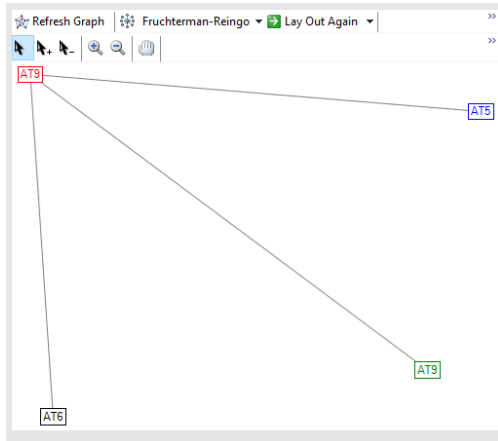 Refresh Graph Fruchterman-Reingo Lay Out Again
AT9
AT5
AT9
AT6